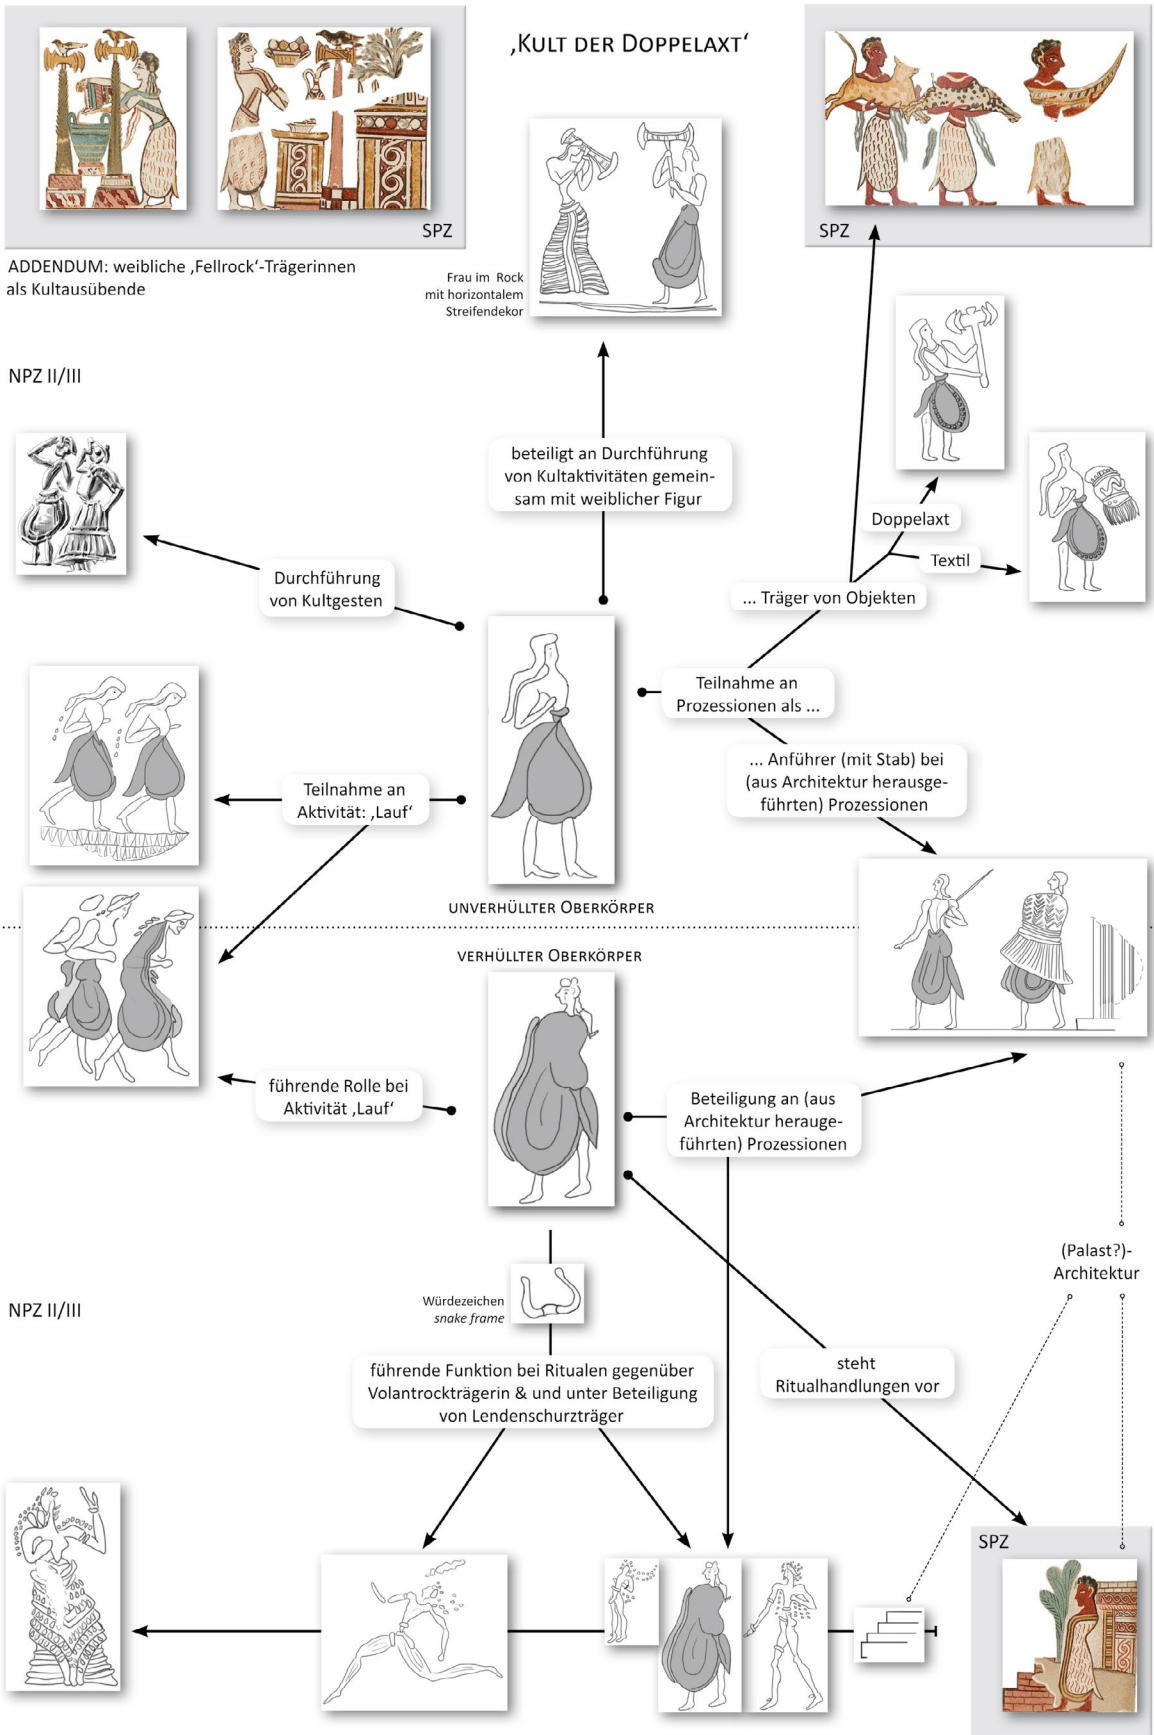 ‚KULT DER DOPPELAXT‘
SPZ
SPZ
ADDENDUM: weibliche ‚Fellrock‘-Trägerinnen
als Kultausübende
Frau im Rock
mit horizontalem
Streifendekor
NPZ II/III
beteiligt an Durchführung
von Kultaktivitäten gemein-
sam mit weiblicher Figur
Doppelaxt
Textil
Durchführung
von Kultgesten
... Träger von Objekten
Teilnahme an
Prozessionen als ...
... Anführer (mit Stab) bei
(aus Architektur herausge-
führten) Prozessionen
Teilnahme an
Aktivität: ‚Lauf‘
UNVERHÜLLTER OBERKÖRPER
VERHÜLLTER OBERKÖRPER
führende Rolle bei
Aktivität ‚Lauf‘
Beteiligung an (aus
Architektur herauge-
führten) Prozessionen
(Palast?)-
Architektur
NPZ II/III
Würdezeichen
snake frame
führende Funktion bei Ritualen gegenüber
Volantrockträgerin & und unter Beteiligung
von Lendenschurzträger
steht
Ritualhandlungen vor
SPZ